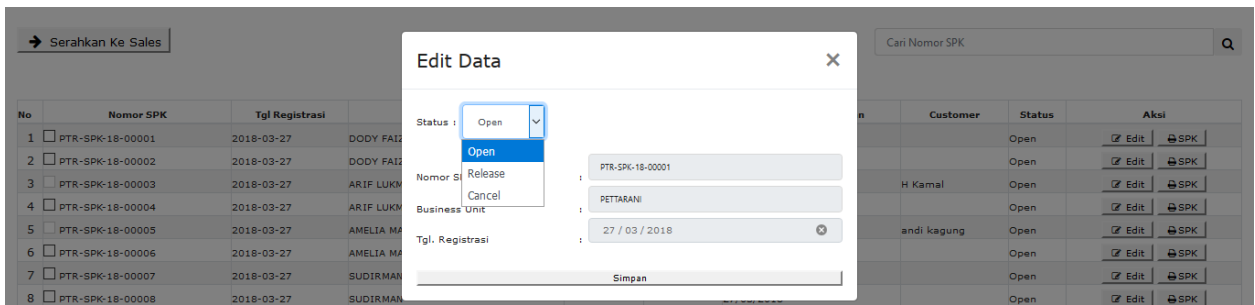 → Serahkan Ke Sales
Cari Nomor SPK
Edit Data ×
Status : Open
Open
Release
Cancel
Nomor : PTR-SPK-18-00001
Business Unit : PETTARANI
Tgl. Registrasi : 27 / 03 / 2018
Simpan
No Nomor SPK Tgl Registrasi Customer Status Aksi
1 PTR-SPK-18-00001 2018-03-27 DODY Open Edit SPK
2 PTR-SPK-18-00002 2018-03-27 DODY Open Edit SPK
3 PTR-SPK-18-00003 2018-03-27 ARIF H Kamal Open Edit SPK
4 PTR-SPK-18-00004 2018-03-27 ARIF Open Edit SPK
5 PTR-SPK-18-00005 2018-03-27 AMELIA andi kagung Open Edit SPK
6 PTR-SPK-18-00006 2018-03-27 AMELIA Open Edit SPK
7 PTR-SPK-18-00007 2018-03-27 SUDIRMAN Open Edit SPK
8 PTR-SPK-18-00008 2018-03-27 SUDIRMAN Open Edit SPK